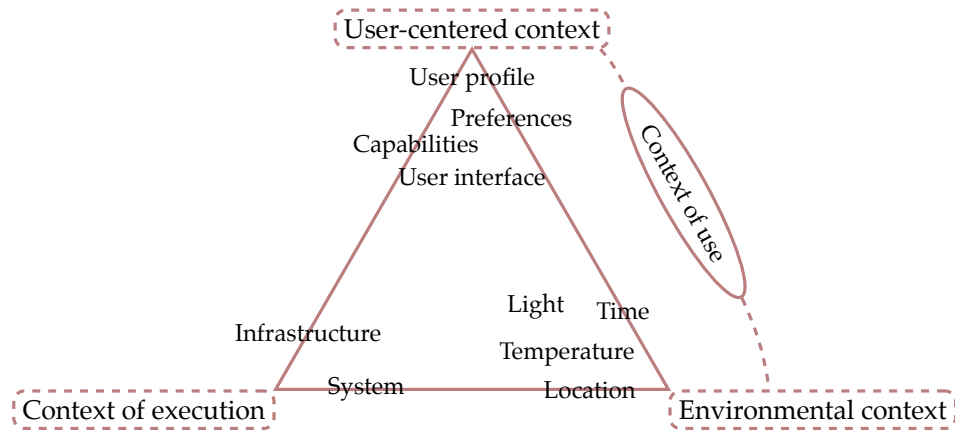 User-centered context
User profile
Preferences
Capabilities
User interface
Context of use
Light
Time
Infrastructure
Temperature
System
Location
Context of execution
Environmental context